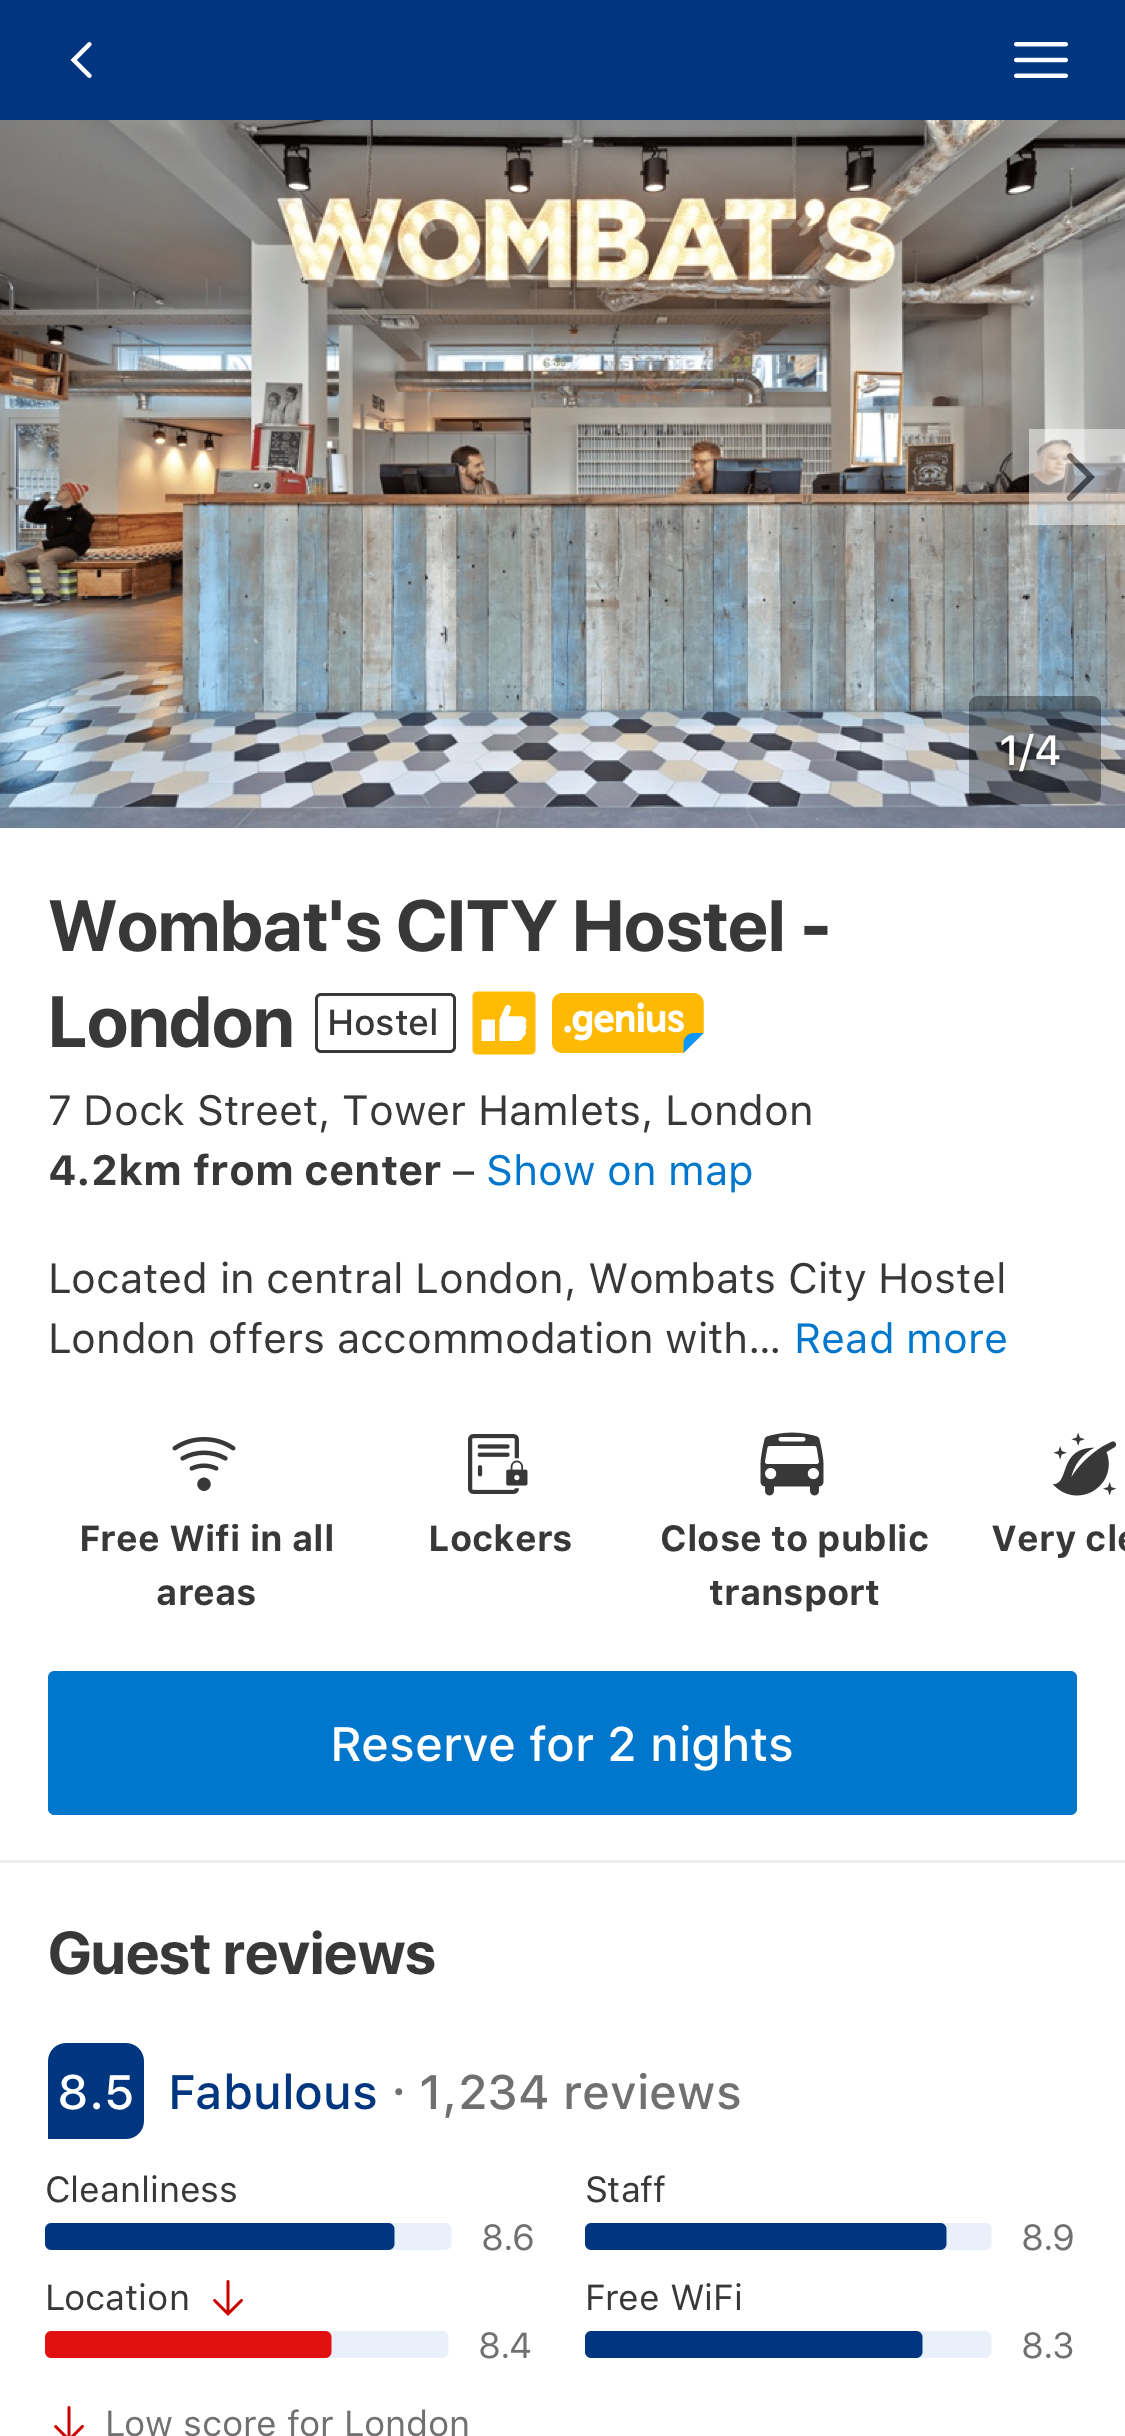 WOMBAT'S
1/4
Wombat's CITY Hostel -
London Hostel .genius
7 Dock Street, Tower Hamlets, London
4.2km from center – Show on map
Located in central London, Wombats City Hostel
London offers accommodation with... Read more
Free Wifi in all
areas
Lockers
Close to public
transport
Very cle
Reserve for 2 nights
Guest reviews
8.5 Fabulous · 1,234 reviews
Cleanliness
8.6
Staff
8.9
Location
8.4
Free WiFi
8.3
Low score for London